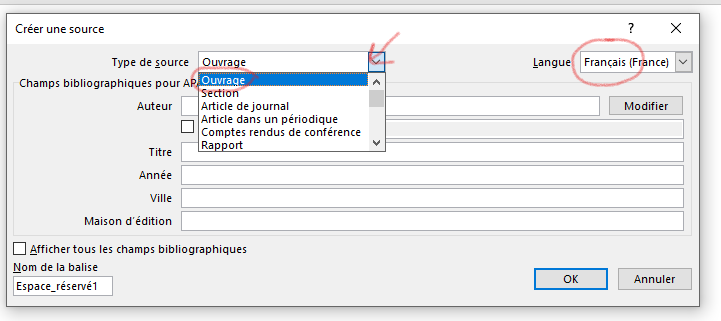 Créer une source
Type de source Ouvrage Langue Français (France)
Ouvrage
Champs bibliographiques pour AP
Section
Auteur Article de journal Modifier
Article dans un périodique
Comptes rendus de conférence
Titre Rapport
Année
Ville
Maison d'édition
Afficher tous les champs bibliographiques
Nom de la balise
Espace_réservé1 OK Annuler